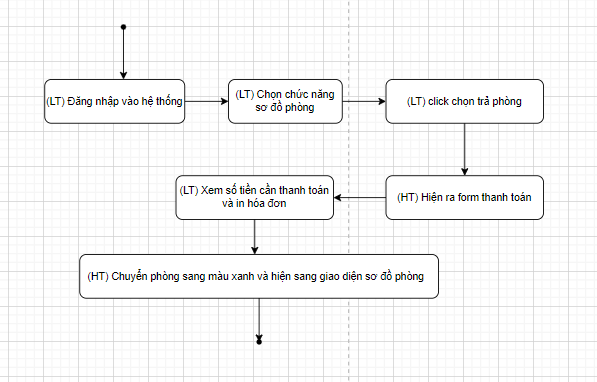 (LT) Đăng nhập vào hệ thống
(LT) Chọn chức năng
sơ đồ phòng
(LT) click chọn trả phòng
(LT) Xem số tiền cần thanh toán
và in hóa đơn
(HT) Hiện ra form thanh toán
(HT) Chuyển phòng sang màu xanh và hiện sang giao diện sơ đồ phòng